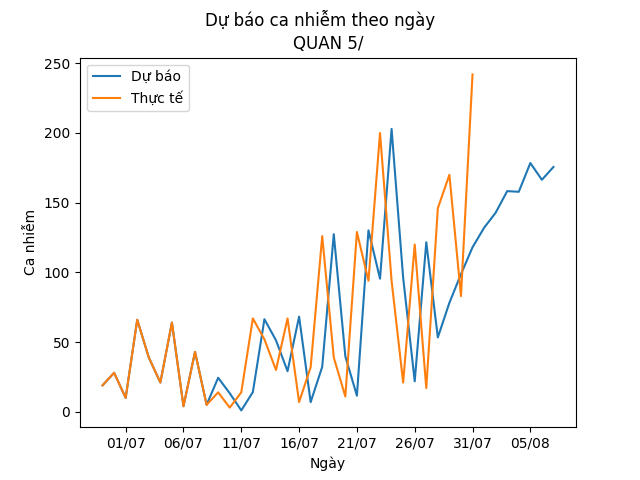 Dự báo ca nhiễm theo ngày
QUAN 5/
250
200
150
100
50
0
Ca nhiễm
Dự báo
Thực tế
01/07 06/07 11/07 16/07 21/07 26/07 31/07 05/08
Ngày